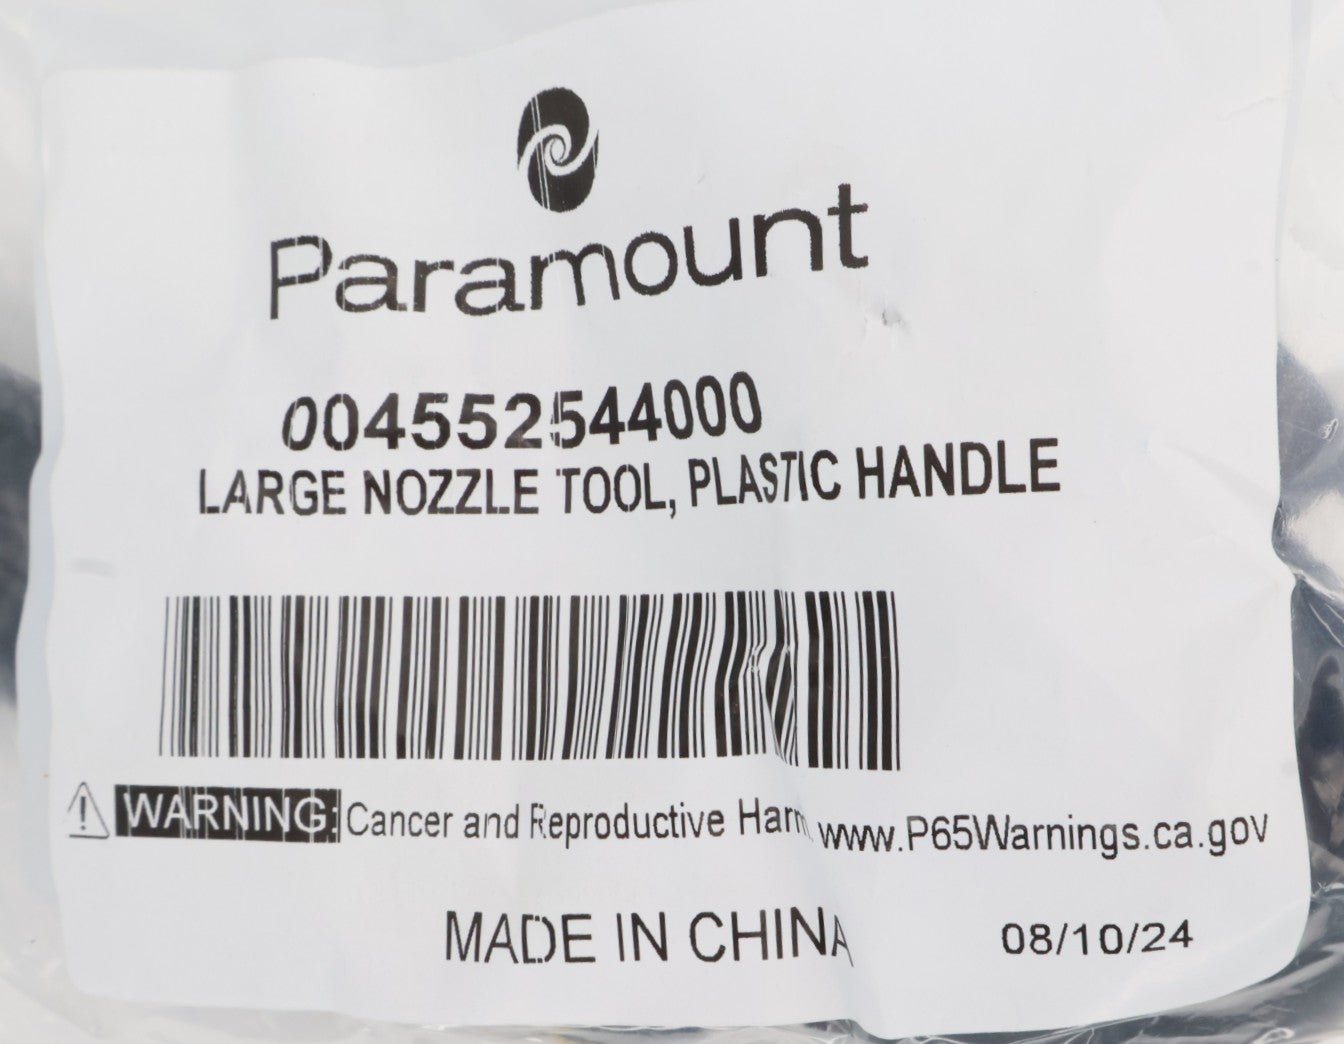 Paramount
004552544000
LARGE NOZZLE TOOL, PLASTIC HANDLE
WARNING: Cancer and Reproductive Harm, www.P65Warnings.ca.gov
MADE IN CHINA
08/10/24